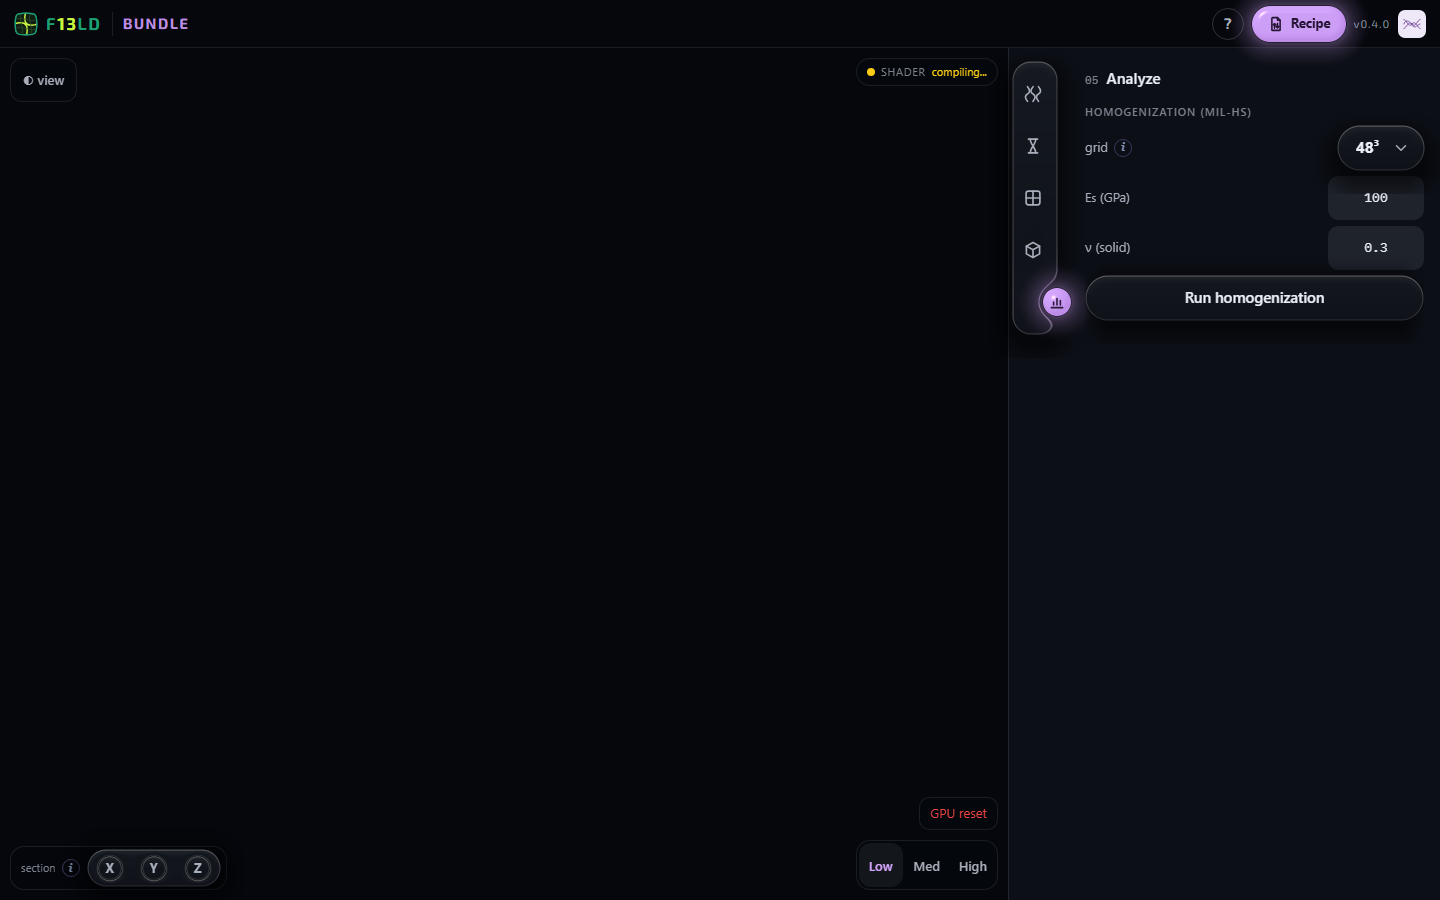 F13LD BUNDLE
? Recipe v0.4.0
view
SHADER compiling...
05 Analyze
HOMOGENIZATION (MIL-HS)
grid i 48³
Es (GPa) 100
ν (solid) 0.3
Run homogenization
GPU reset
section i X Y Z
Low Med High